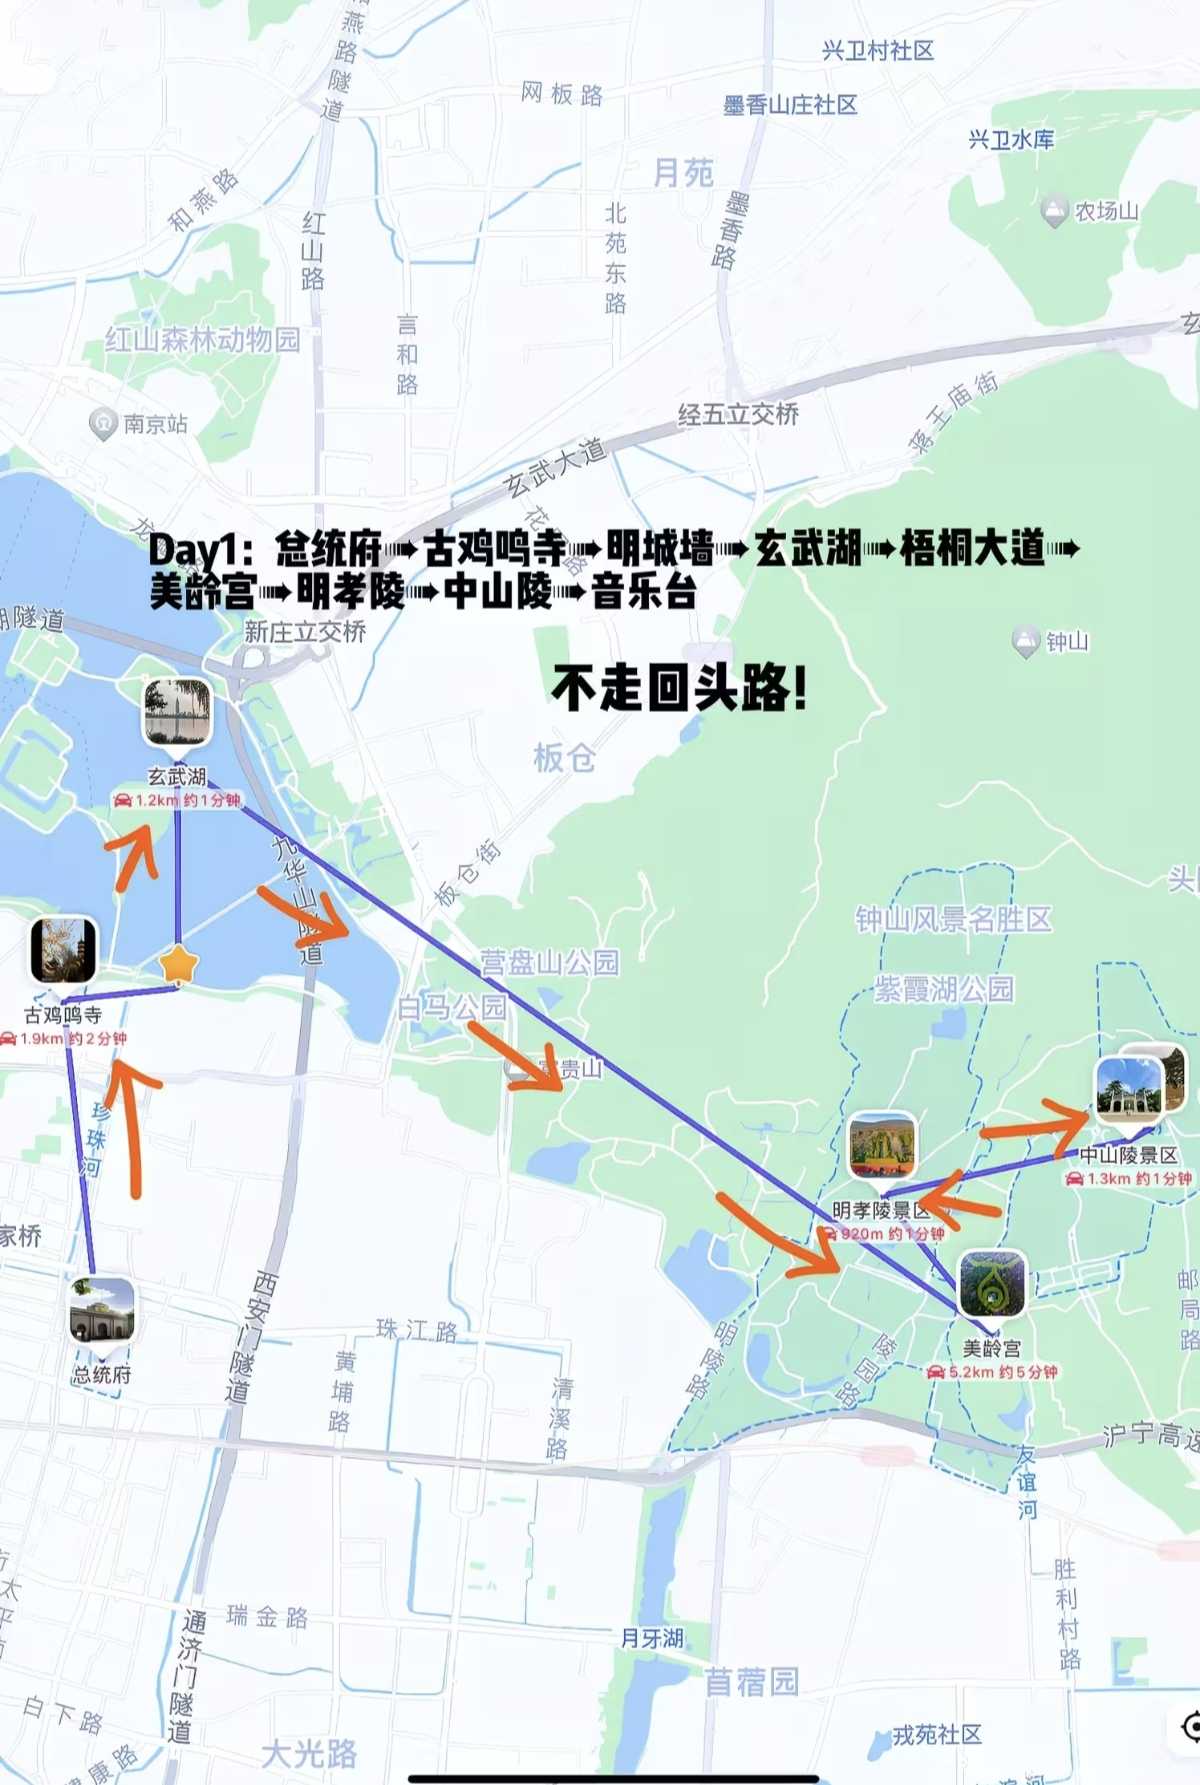 燕路隧道
兴卫村社区
网板路
墨香山庄社区
兴卫水库
月苑
和燕路
红山路
北苑东路
墨香路
农场山
红山森林动物园
言和路
玄
南京站
经五立交桥
蒋王庙街
玄武大道
花
龙
Day1：总统府➠古鸡鸣寺➠明城墙➠玄武湖➠梧桐大道➠
美龄宫➠明孝陵➠中山陵➠音乐台
湖隧道
新庄立交桥
钟山
不走回头路!
板仓
玄武湖
1.2km 约1分钟
九华山隧道
板仓街
头
钟山风景名胜区
营盘山公园
紫霞湖公园
白马公园
古鸡鸣寺
1.9km 约2分钟
富贵山
珍珠河
中山陵景区
1.3km 约1分钟
明孝陵景区
920m 约1分钟
家桥
西安门隧道
邮局路
总统府
珠江路
明陵路
陵园路
美龄宫
5.2km 约5分钟
黄埔路
清溪路
沪宁高速
友谊河
太平
胜利村路
瑞金路
通济门隧道
月牙湖
苜蓿园
白下路
戎苑社区
大光路
健康路